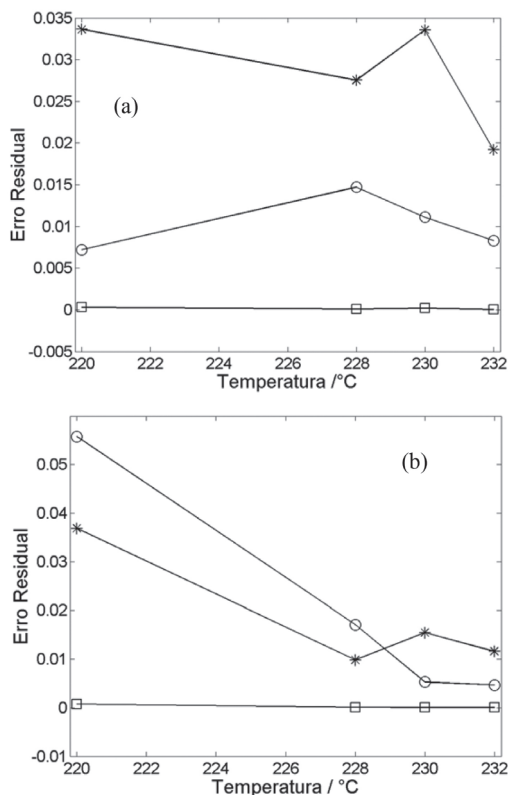 0.035
0.03
0.025
0.02
0.015
0.01
0.005
0
-0.005
Erro Residual
(a)
220 222 224 226 228 230 232
Temperatura /°C
0.05
0.04
0.03
0.02
0.01
0
-0.01
Erro Residual
(b)
220 222 224 226 228 230 232
Temperatura / °C